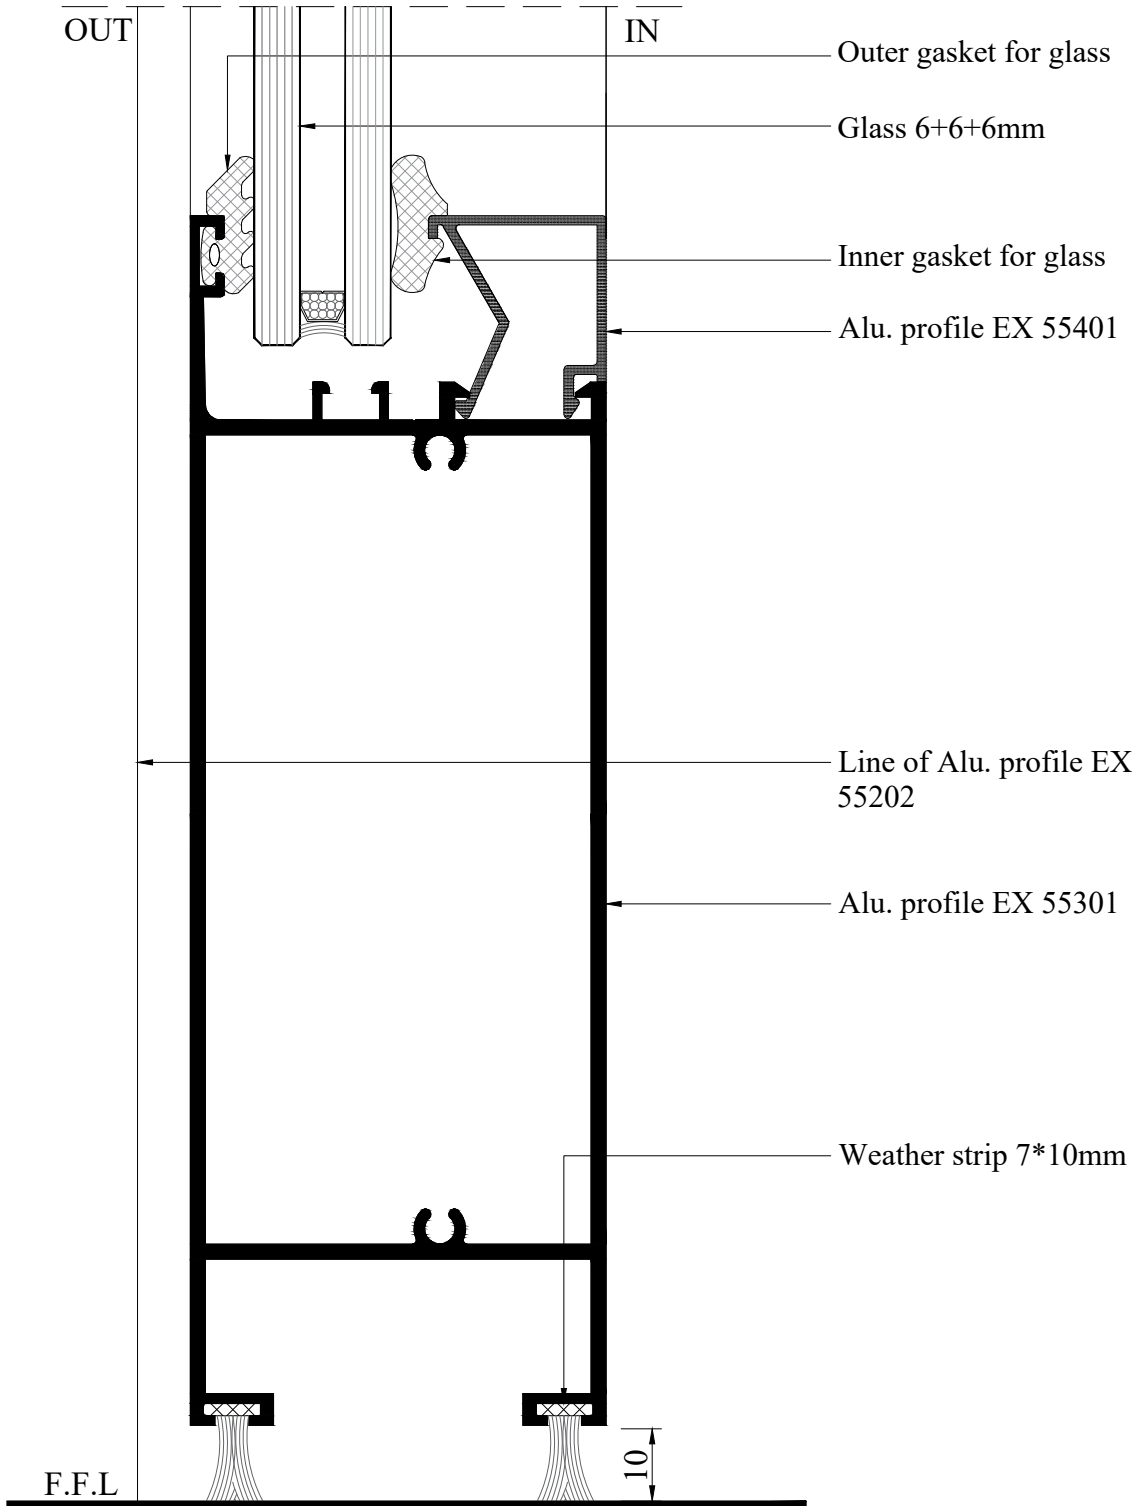 OUT
IN
Outer gasket for glass
Glass 6+6+6mm
Inner gasket for glass
Alu. profile EX 55401
Line of Alu. profile EX
55202
Alu. profile EX 55301
Weather strip 7*10mm
10
F.F.L